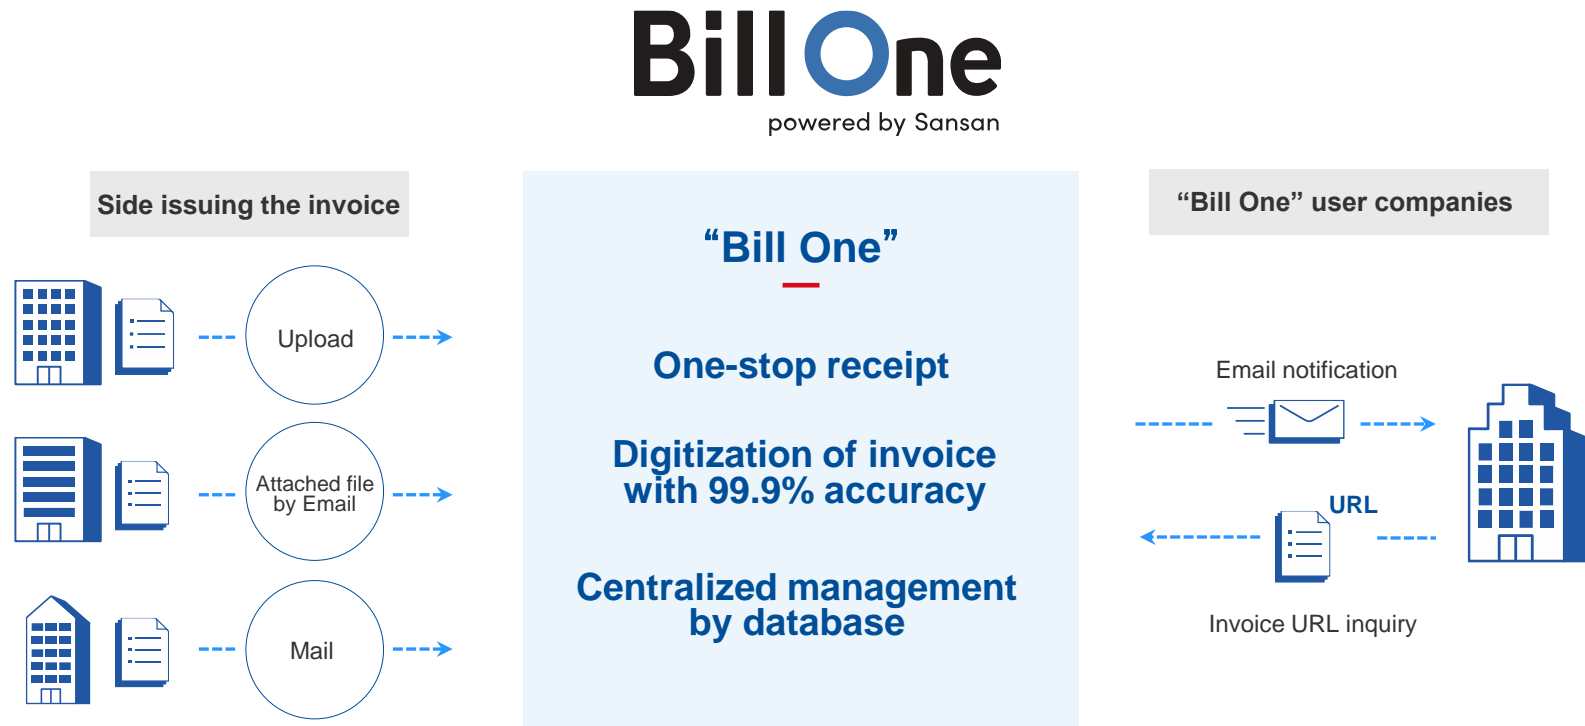 Bill One
powered by Sansan
Side issuing the invoice
Upload
Attached file
by Email
Mail
“Bill One”
One-stop receipt
Digitization of invoice
with 99.9% accuracy
Centralized management
by database
“Bill One” user companies
Email notification
URL
Invoice URL inquiry